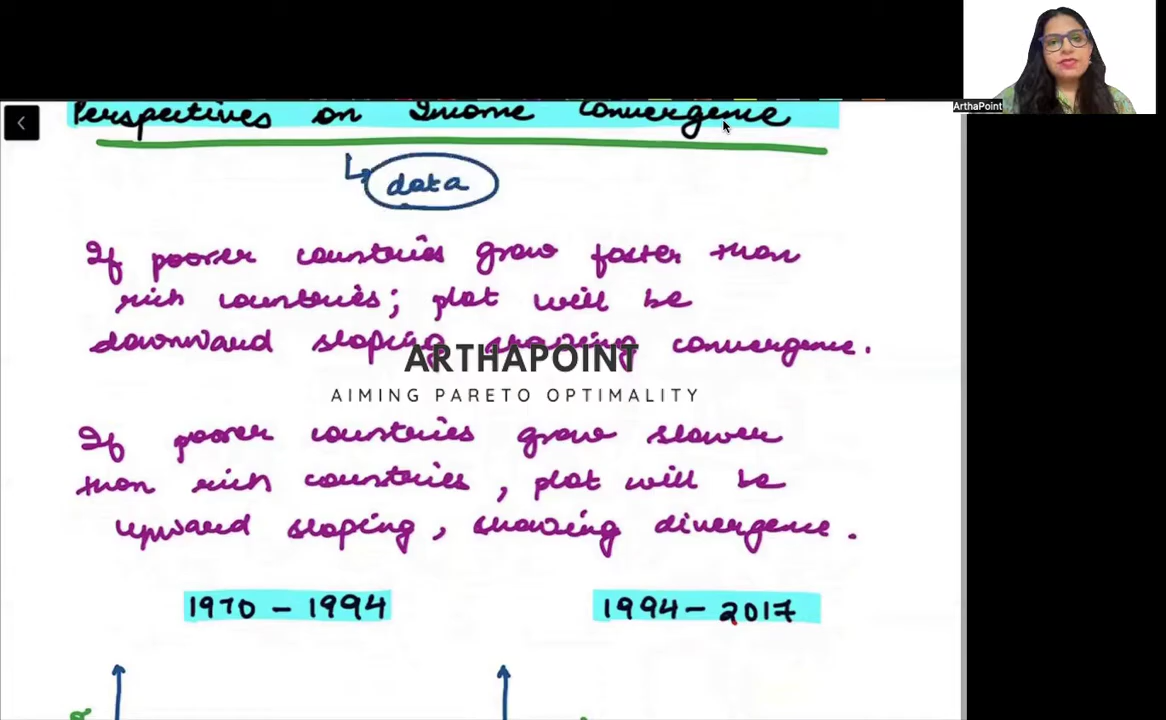 Perspectives on Income Convergence
ArthaPoint
data
If poorer countries grow faster than
rich countries; plot will be
downward sloping showing convergence.
ARTHAPOINT
AIMING PARETO OPTIMALITY
If poorer countries grow slower
than rich countries, plot will be
upward sloping, showing divergence.
1970 - 1994
1994 - 2017